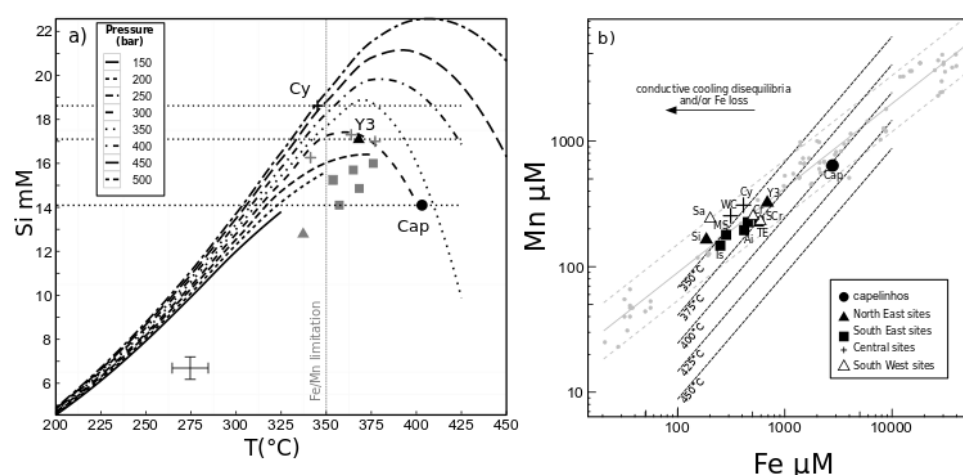 a)
Pressure
(bar)
150
200
250
300
350
400
450
500
Cy
Y3
Cap
Fe/Mn limitation
22
20
18
16
14
12
10
8
6
Si mM
200
225
250
275
300
325
350
375
400
425
450
T(°C)
b)
conductive cooling disequilibria
and/or Fe loss
1000
100
10
Mn µM
Cap
Cy
Y3
WC
Sa
SCr
MS
TE
Si
Ai
Is
350°C
375°C
400°C
425°C
450°C
capelinhos
North East sites
South East sites
Central sites
South West sites
100
1000
10000
Fe µM